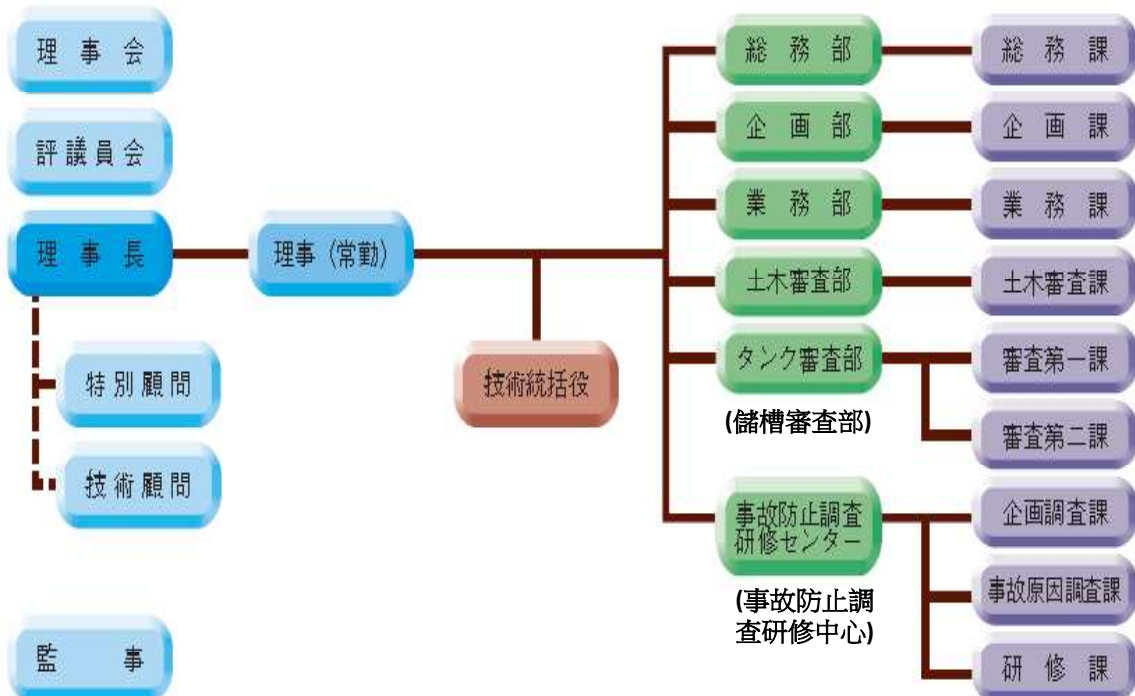 理事会
評議員会
理事長
理事（常勤）
特別顧問
技術顧問
監事
技術統括役
総務部
総務課
企画部
企画課
業務部
業務課
土木審査部
土木審査課
タンク審査部
(儲槽審査部)
審査第一課
審査第二課
事故防止調査
研修センター
(事故防止調
査研修中心)
企画調査課
事故原因調査課
研修課